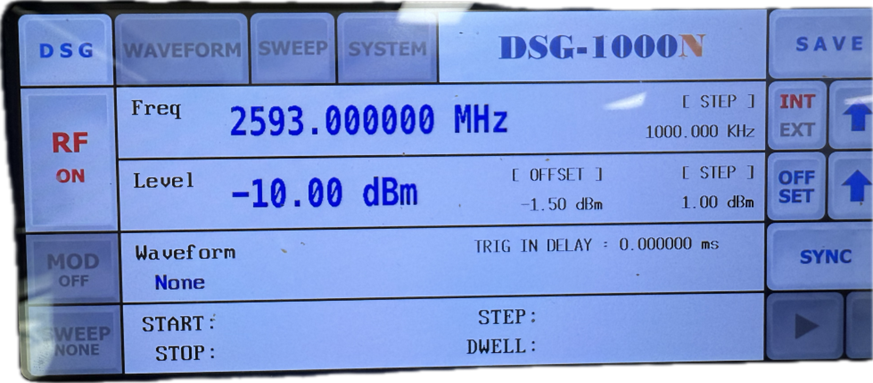 DSG WAVEFORM SWEEP SYSTEM DSG-1000N SAVE
RF
ON
Freq 2593.000000 MHz
[ STEP ]
1000.000 KHz
INT
EXT
Level -10.00 dBm
[ OFFSET ] [ STEP ]
-1.50 dBm 1.00 dBm
OFF
SET
MOD
OFF
Waveform
None
TRIG IN DELAY : 0.000000 ms
SYNC
SWEEP
NONE
START: STEP:
STOP: DWELL: